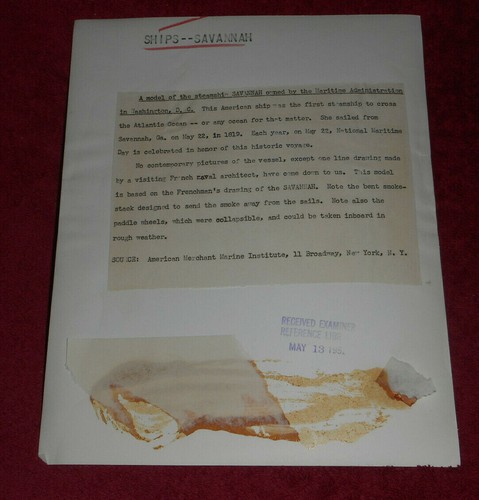 SHIPS--SAVANNAH
A model of the steamship SAVANNAH owned by the Maritime Administration
in Washington, D. C. This American ship was the first steamship to cross
the Atlantic Ocean -- or any ocean for that matter. She sailed from
Savannah, Ga. on May 22, in 1819. Each year, on May 22, National Maritime
Day is celebrated in honor of this historic voyage.
No contemporary pictures of the vessel, except one line drawing made
by a visiting French naval architect, have come down to us. This model
is based on the Frenchman's drawing of the SAVANNAH. Note the bent smoke-
stack designed to send the smoke away from the sails. Note also the
paddle wheels, which were collapsible, and could be taken inboard in
rough weather.
SOURCE: American Merchant Marine Institute, 11 Broadway, New York, N. Y.
RECEIVED EXAMINER
REFERENCE
MAY 13